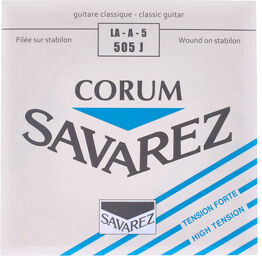 guitare classique - classic guitar
LA - A - 5
505 J
Filée sur stabilon
Wound on stabilon
CORUM
SAVAREZ
SAVAREZ
TENSION FORTE
HIGH TENSION